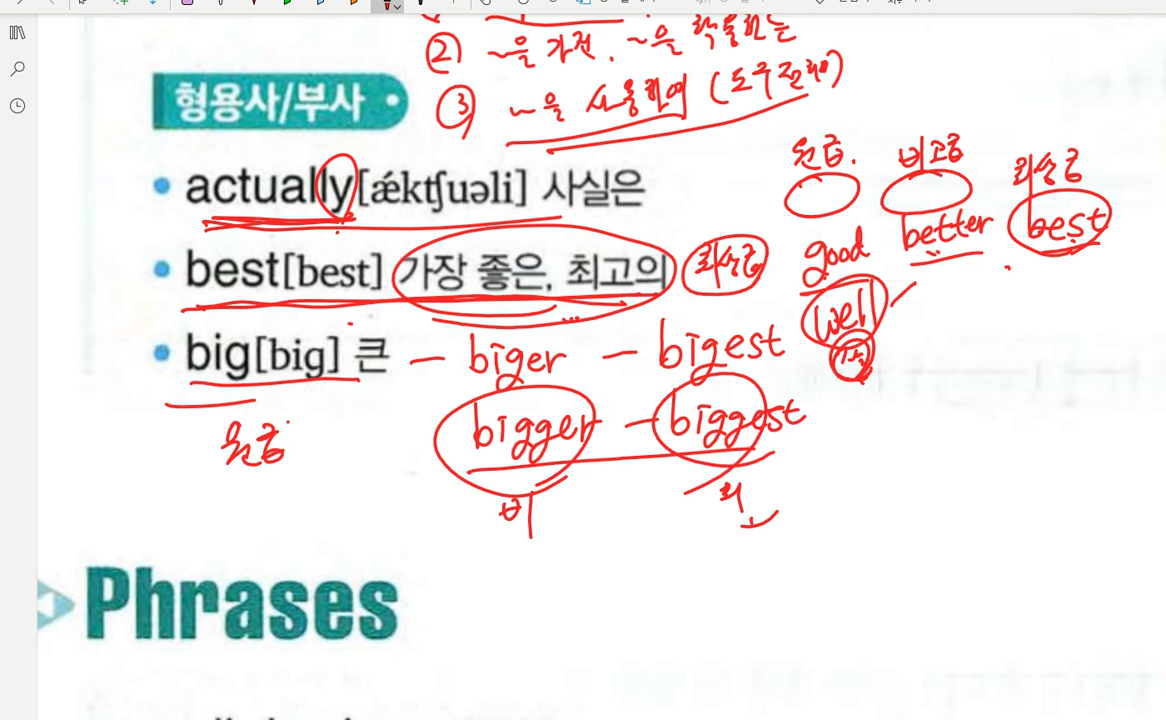 ② ~을 가진, ~을 착용한
③ ~을 사용하여 (도구전치)
형용사/부사
actually[ǽktʃuəli] 사실은
원급. 비교급 최상급
good better best
best[best] 가장 좋은, 최고의 최상급
well
big[big] 큰 – biger – bigest
bigger – biggest
원급
비 최
Phrases